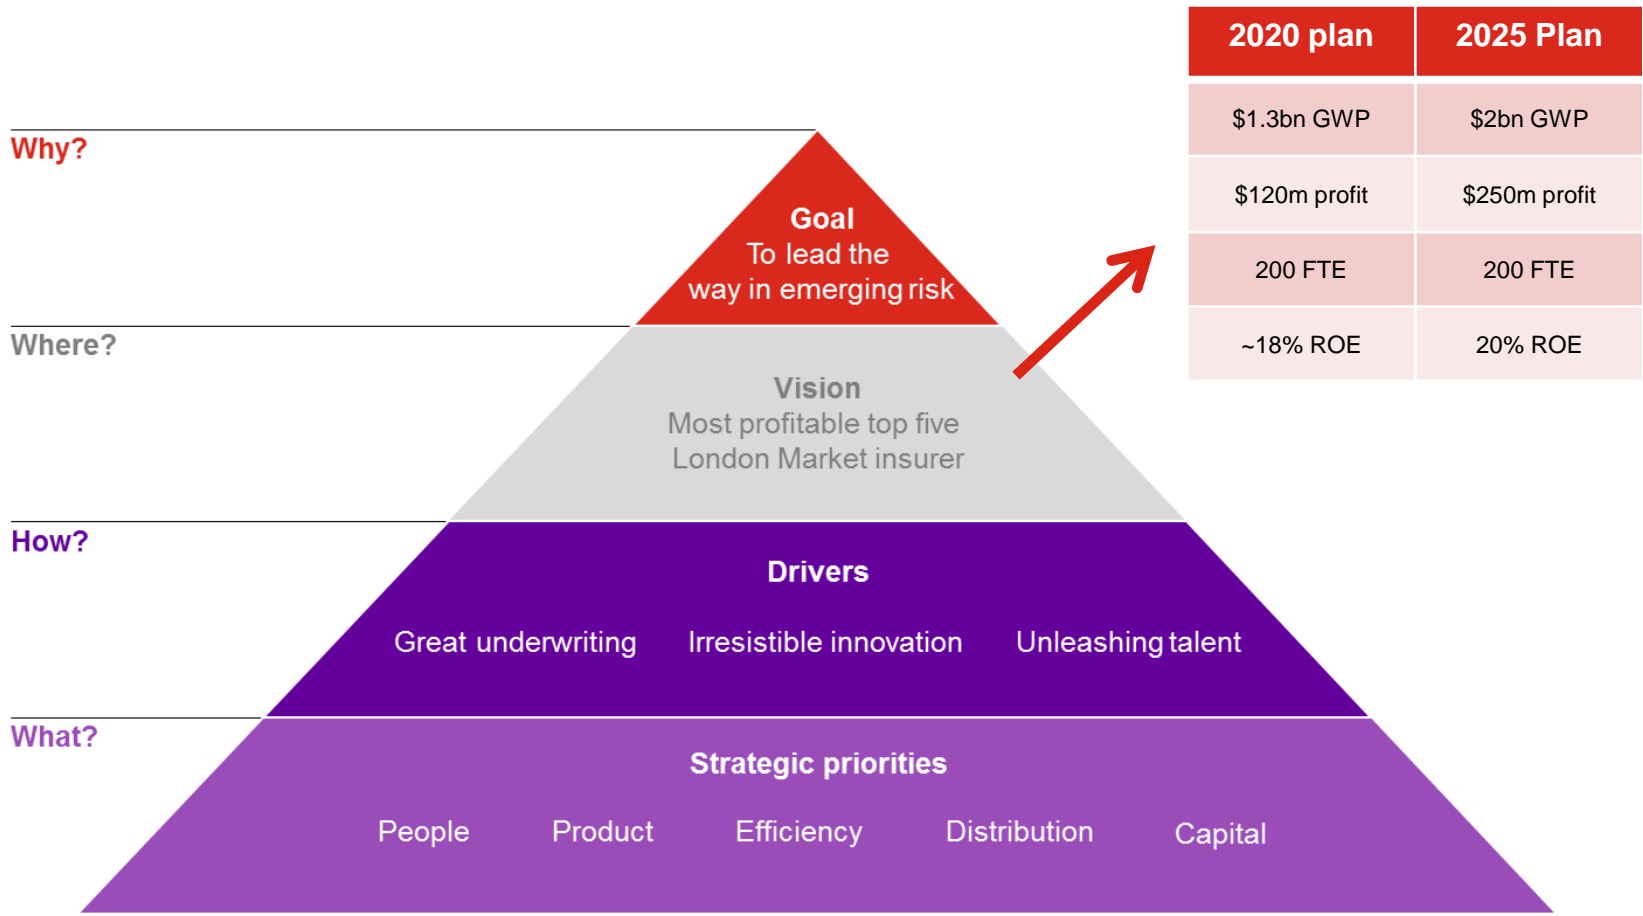 2020 plan 2025 Plan
$1.3bn GWP $2bn GWP
$120m profit $250m profit
200 FTE 200 FTE
~18% ROE 20% ROE
Why?
Goal
To lead the
way in emerging risk
Where?
Vision
Most profitable top five
London Market insurer
How?
Drivers
Great underwriting Irresistible innovation Unleashing talent
What?
Strategic priorities
People Product Efficiency Distribution Capital